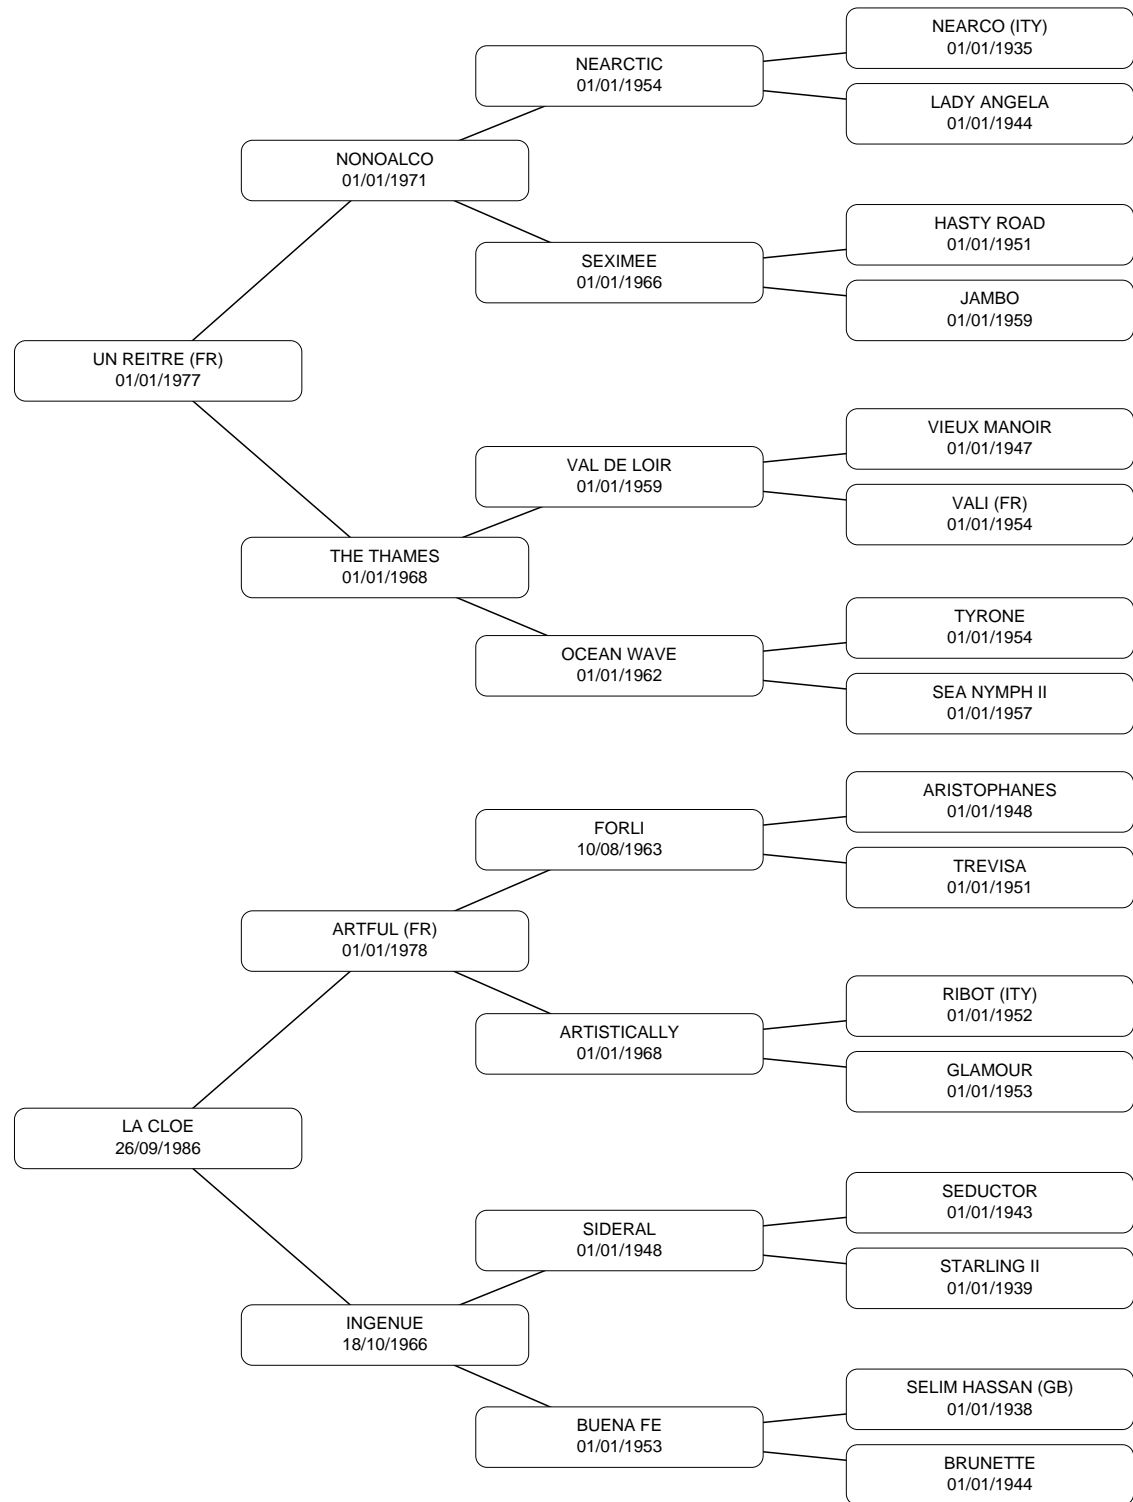 NEARCO (ITY)
01/01/1935
NEARCTIC
01/01/1954
LADY ANGELA
01/01/1944
NONOALCO
01/01/1971
HASTY ROAD
01/01/1951
SEXIMEE
01/01/1966
JAMBO
01/01/1959
UN REITRE (FR)
01/01/1977
VIEUX MANOIR
01/01/1947
VAL DE LOIR
01/01/1959
VALI (FR)
01/01/1954
THE THAMES
01/01/1968
TYRONE
01/01/1954
OCEAN WAVE
01/01/1962
SEA NYMPH II
01/01/1957
ARISTOPHANES
01/01/1948
FORLI
10/08/1963
TREVISA
01/01/1951
ARTFUL (FR)
01/01/1978
RIBOT (ITY)
01/01/1952
ARTISTICALLY
01/01/1968
GLAMOUR
01/01/1953
LA CLOE
26/09/1986
SEDUCTOR
01/01/1943
SIDERAL
01/01/1948
STARLING II
01/01/1939
INGENUE
18/10/1966
SELIM HASSAN (GB)
01/01/1938
BUENA FE
01/01/1953
BRUNETTE
01/01/1944